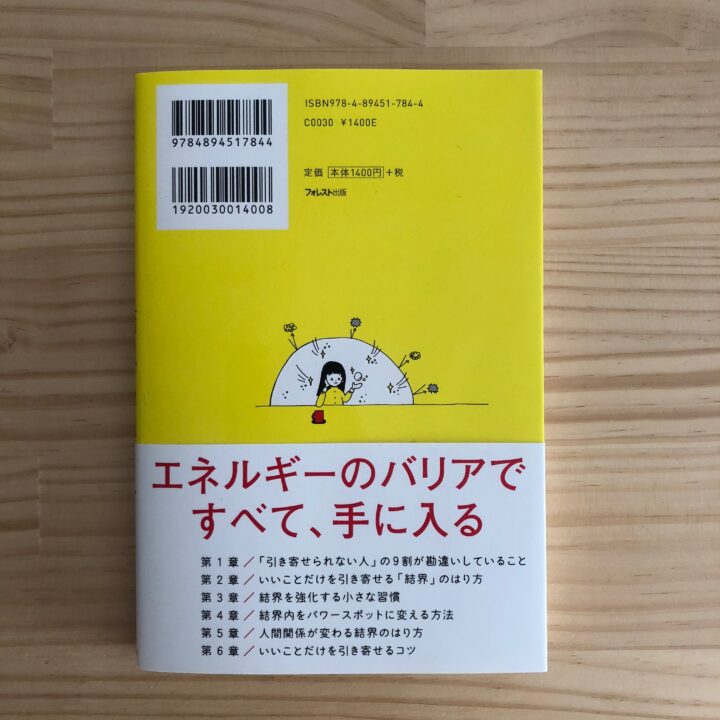 ISBN978-4-89451-784-4
C0030 ¥1400E
9784894517844
定価 本体1400円+税
フォレスト出版
1920030014008
エネルギーのバリアで
すべて、手に入る
第1章/「引き寄せられない人」の9割が勘違いしていること
第2章/いいことだけを引き寄せる「結界」のはり方
第3章/結界を強化する小さな習慣
第4章/結界内をパワースポットに変える方法
第5章/人間関係が変わる結界のはり方
第6章/いいことだけを引き寄せるコツ